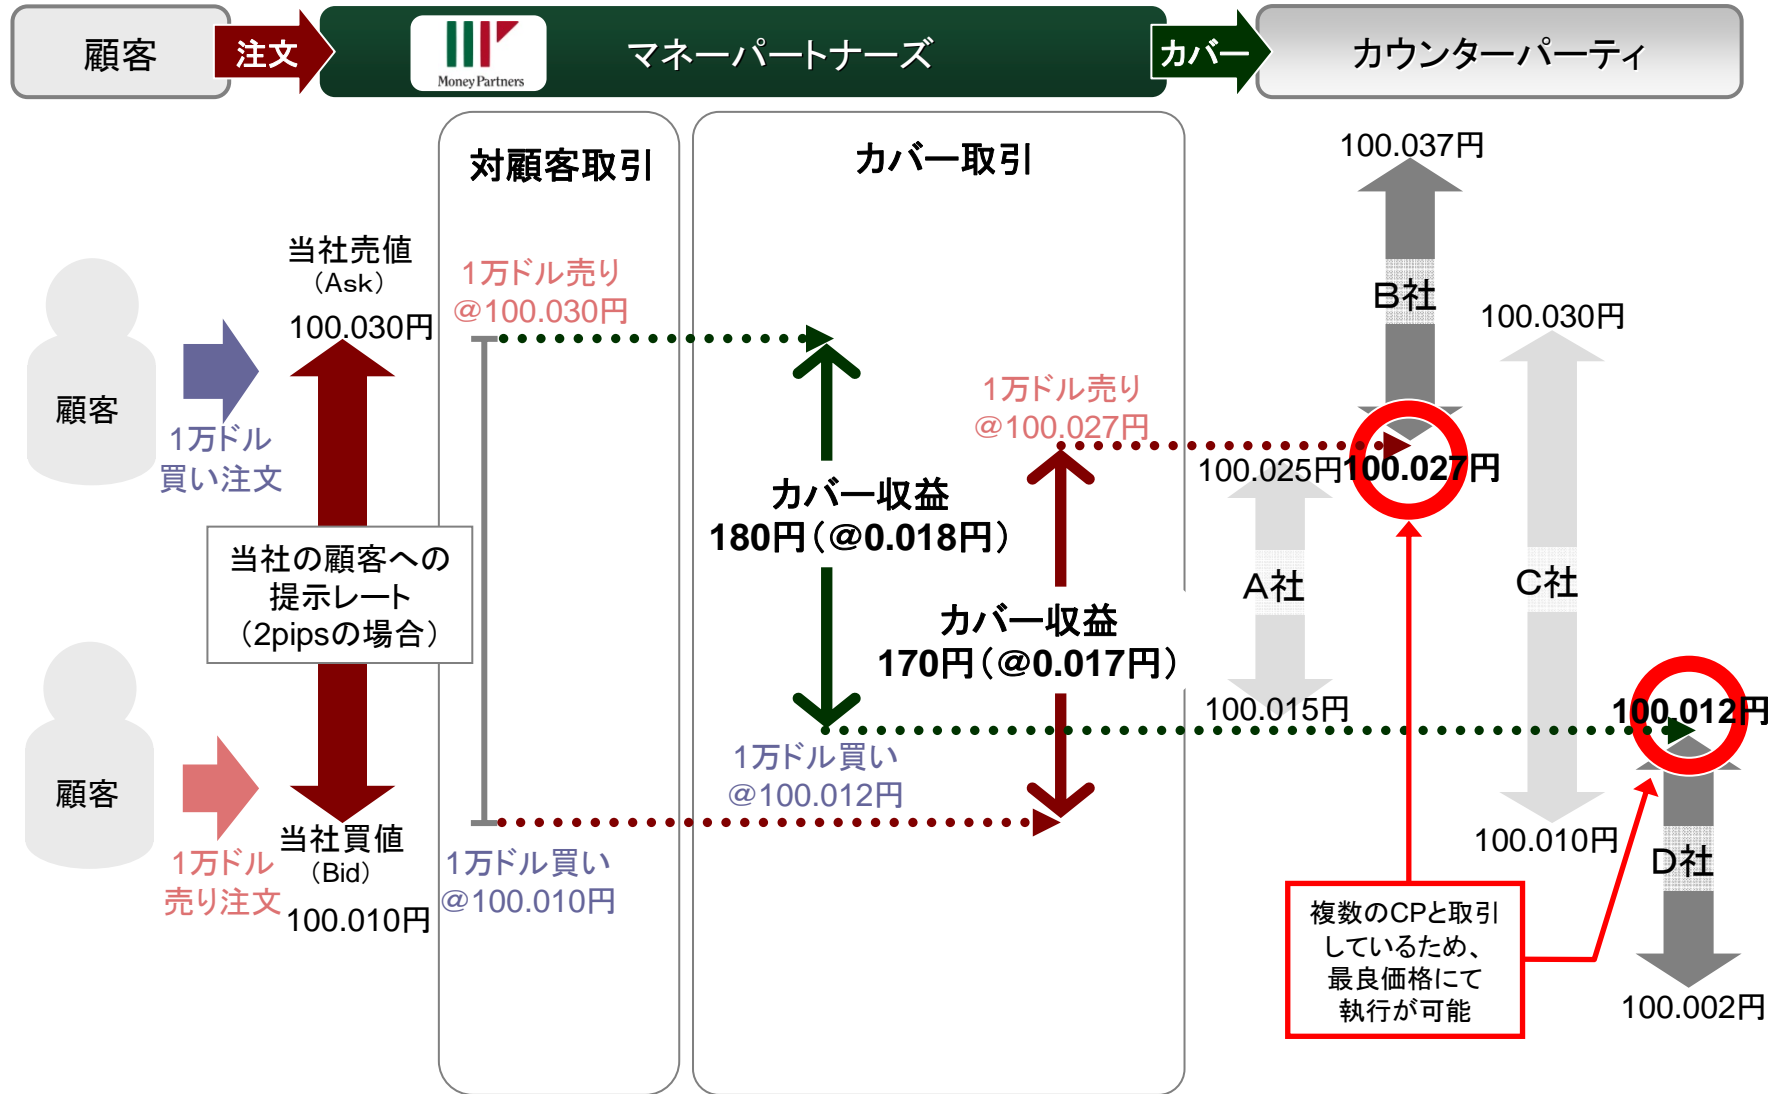 顧客
注文
Money Partners
マネーパートナーズ
カバー
カウンターパーティ
対顧客取引
カバー取引
100.037円
当社売値
（Ask）
100.030円
1万ドル売り
@100.030円
B社
100.030円
顧客
1万ドル
買い注文
1万ドル売り
@100.027円
100.025円
100.027円
カバー収益
180円（@0.018円）
当社の顧客への
提示レート
（2pipsの場合）
A社
C社
カバー収益
170円（@0.017円）
100.015円
100.012円
顧客
1万ドル買い
@100.012円
当社買値
（Bid）
100.010円
1万ドル
売り注文
1万ドル買い
@100.010円
100.010円
D社
複数のCPと取引
しているため、
最良価格にて
執行が可能
100.002円